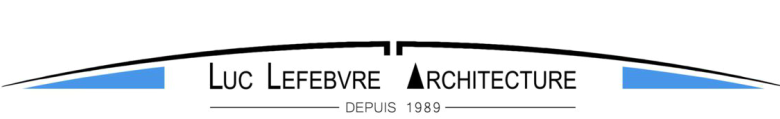 LUC LEFEBVRE ARCHITECTURE
DEPUIS 1989